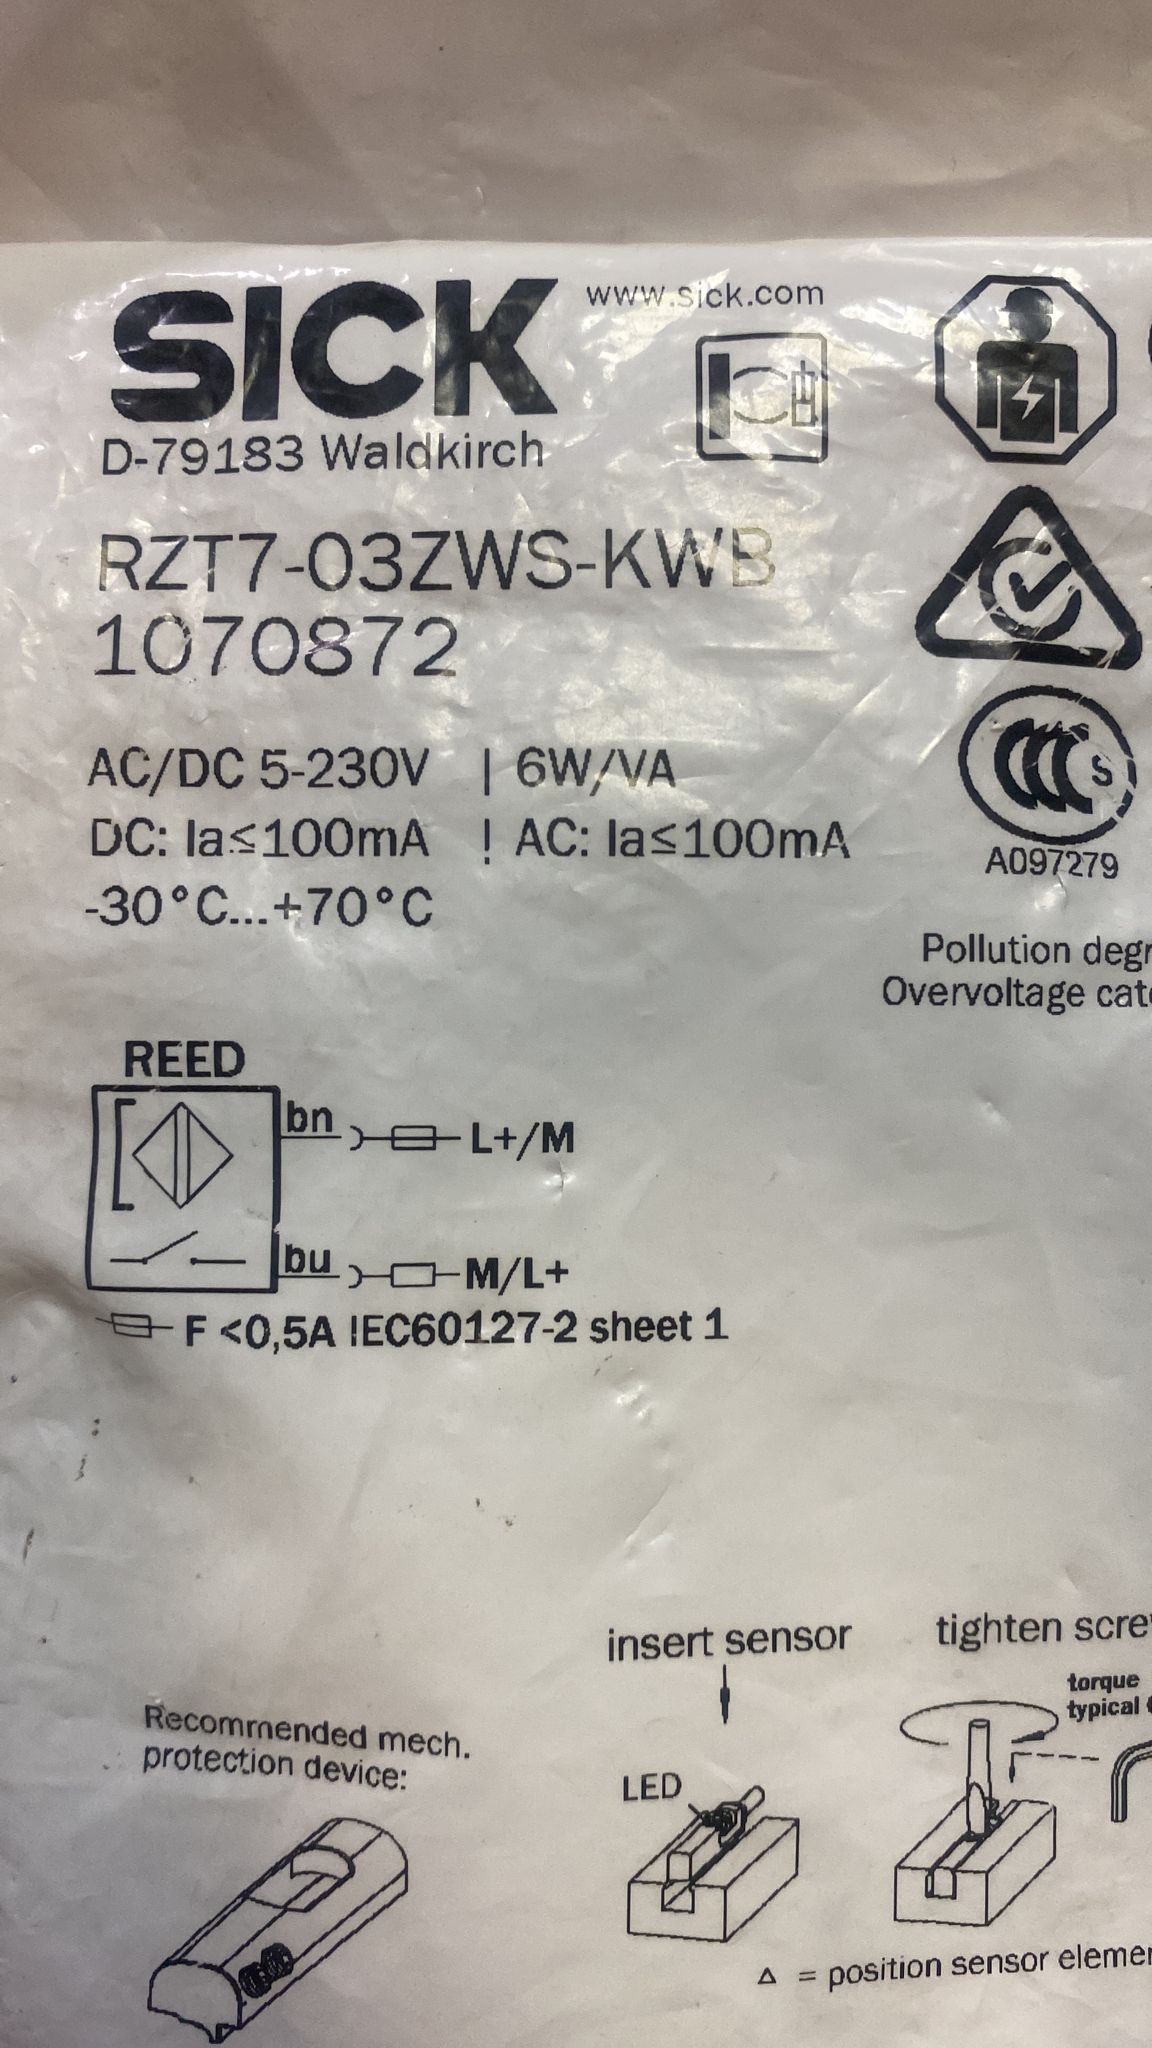 SICK
www.sick.com
D-79183 Waldkirch
RZT7-03ZWS-KWB
1070872
AC/DC 5-230V | 6W/VA
DC: Ia≤100mA ! AC: Ia≤100mA
-30°C...+70°C
S
A097279
Pollution degr
Overvoltage cate
REED
bn L+/M
bu M/L+
F <0,5A IEC60127-2 sheet 1
insert sensor
tighten scre
torque
typical
Recommended mech.
protection device:
LED
Δ = position sensor elemen